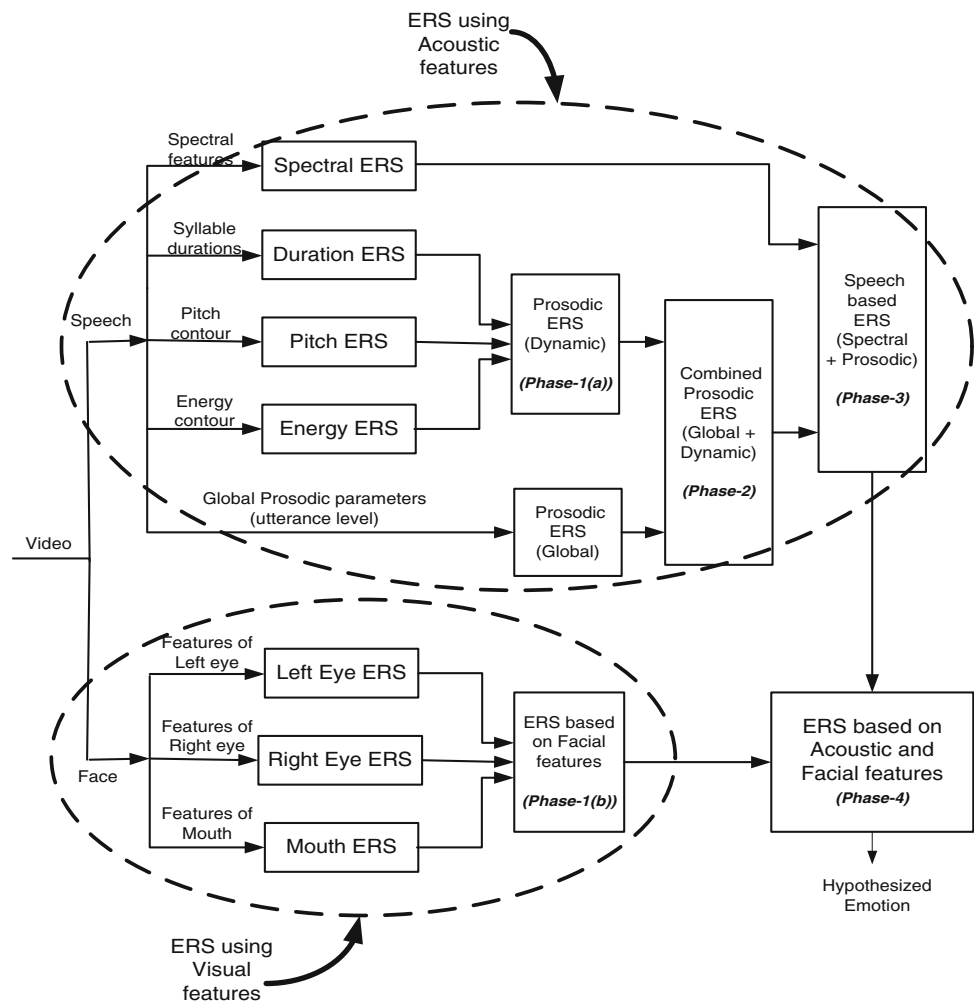 ERS using
Acoustic
features
Spectral
features
Spectral ERS
Syllable
durations
Duration ERS
Speech
Pitch
contour
Pitch ERS
Energy
contour
Energy ERS
Prosodic
ERS
(Dynamic)
(Phase-1(a))
Global Prosodic parameters
(utterance level)
Prosodic
ERS
(Global)
Combined
Prosodic
ERS
(Global +
Dynamic)
(Phase-2)
Speech
based
ERS
(Spectral
+ Prosodic)
(Phase-3)
Video
Face
Features of
Left eye
Left Eye ERS
Features of
Right eye
Right Eye ERS
Features of
Mouth
Mouth ERS
ERS based
on Facial
features
(Phase-1(b))
ERS based on
Acoustic and
Facial features
(Phase-4)
Hypothesized
Emotion
ERS using
Visual
features